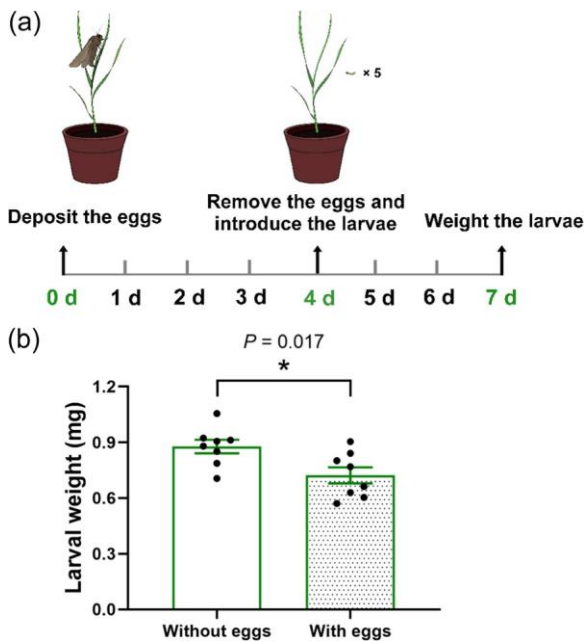 (a)
× 5
Deposit the eggs
Remove the eggs and
introduce the larvae
Weight the larvae
0 d 1 d 2 d 3 d 4 d 5 d 6 d 7 d
(b)
P = 0.017
*
Larval weight (mg)
1.2
0.9
0.6
0.3
0.0
Without eggs With eggs